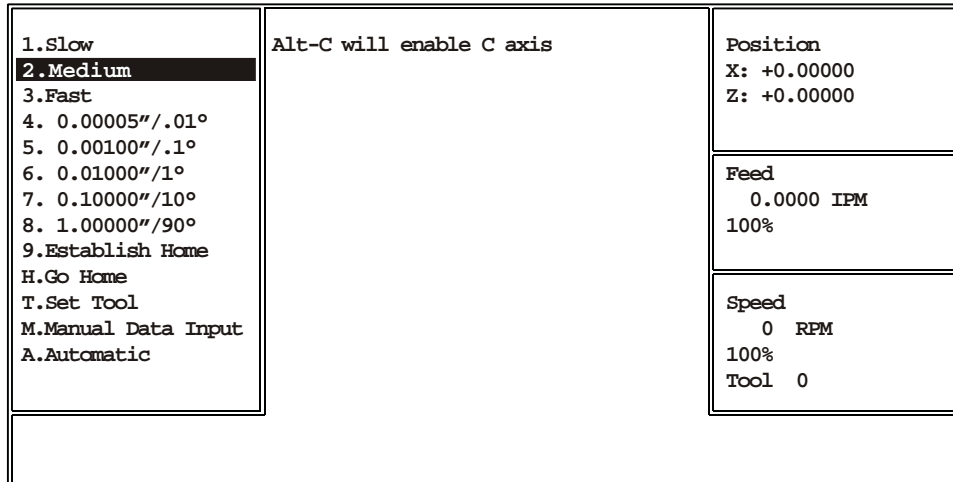 1.Slow
2.Medium
3.Fast
4. 0.00005″/.01°
5. 0.00100″/.1°
6. 0.01000″/1°
7. 0.10000″/10°
8. 1.00000″/90°
9.Establish Home
H.Go Home
T.Set Tool
M.Manual Data Input
A.Automatic
Alt-C will enable C axis
Position
X: +0.00000
Z: +0.00000
Feed
0.0000 IPM
100%
Speed
0 RPM
100%
Tool 0